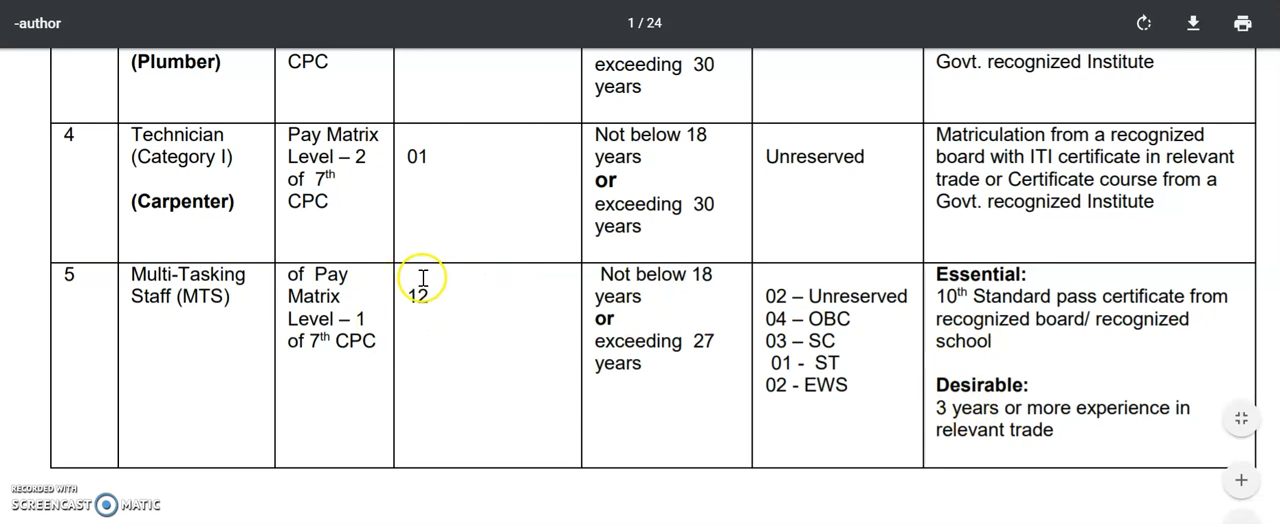 -author
1 / 24
(Plumber)
CPC
exceeding 30
years
Govt. recognized Institute
4
Technician
(Category I)
(Carpenter)
Pay Matrix
Level – 2
of 7th
CPC
01
Not below 18
years
or
exceeding 30
years
Unreserved
Matriculation from a recognized
board with ITI certificate in relevant
trade or Certificate course from a
Govt. recognized Institute
5
Multi-Tasking
Staff (MTS)
of Pay
Matrix
Level – 1
of 7th CPC
12
Not below 18
years
or
exceeding 27
years
02 – Unreserved
04 – OBC
03 – SC
01 - ST
02 - EWS
Essential:
10th Standard pass certificate from
recognized board/ recognized
school
Desirable:
3 years or more experience in
relevant trade
RECORDED WITH
SCREENCAST MATIC